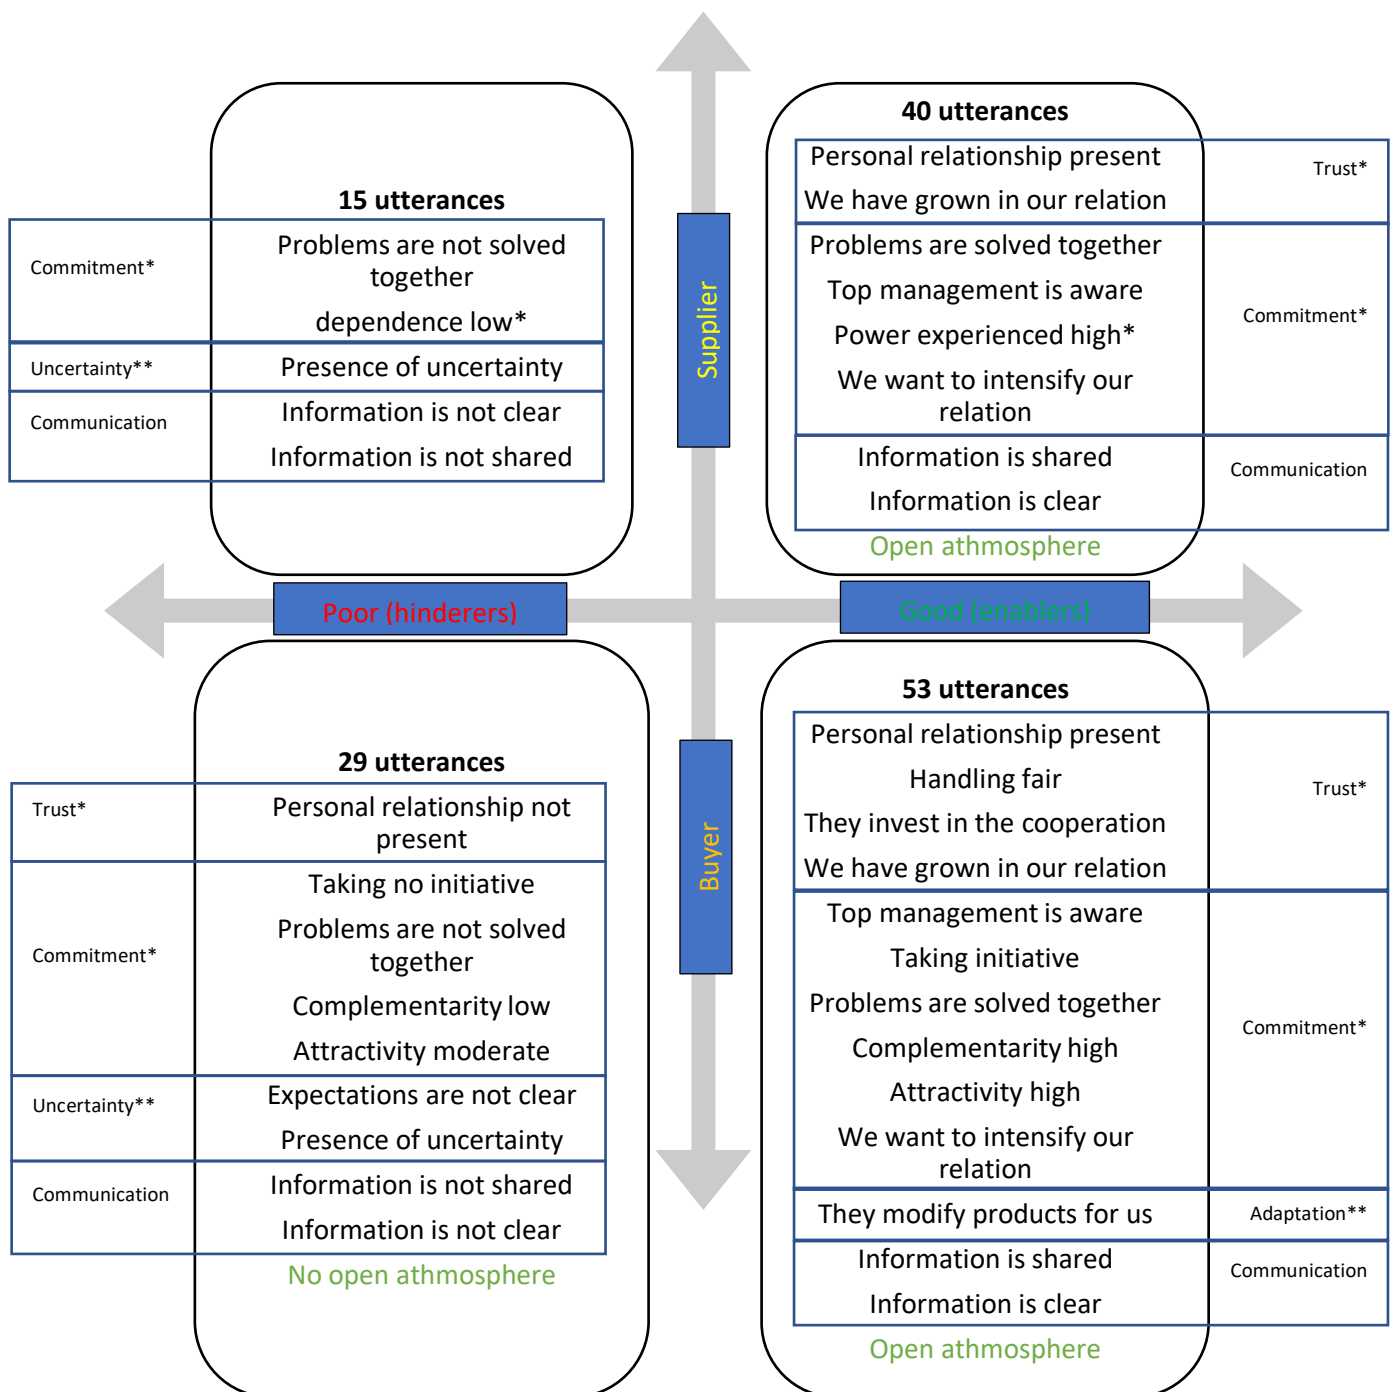 15 utterances
Commitment*
Problems are not solved
together
dependence low*
Uncertainty**
Presence of uncertainty
Communication
Information is not clear
Information is not shared
Supplier
40 utterances
Personal relationship present
Trust*
We have grown in our relation
Problems are solved together
Top management is aware
Commitment*
Power experienced high*
We want to intensify our
relation
Information is shared
Communication
Information is clear
Open athmosphere
Poor (hinderers)
Good (enablers)
29 utterances
Trust*
Personal relationship not
present
Taking no initiative
Problems are not solved
together
Commitment*
Complementarity low
Attractivity moderate
Uncertainty**
Expectations are not clear
Presence of uncertainty
Communication
Information is not shared
Information is not clear
No open athmosphere
Buyer
53 utterances
Personal relationship present
Handling fair
Trust*
They invest in the cooperation
We have grown in our relation
Top management is aware
Taking initiative
Problems are solved together
Commitment*
Complementarity high
Attractivity high
We want to intensify our
relation
They modify products for us
Adaptation**
Information is shared
Communication
Information is clear
Open athmosphere